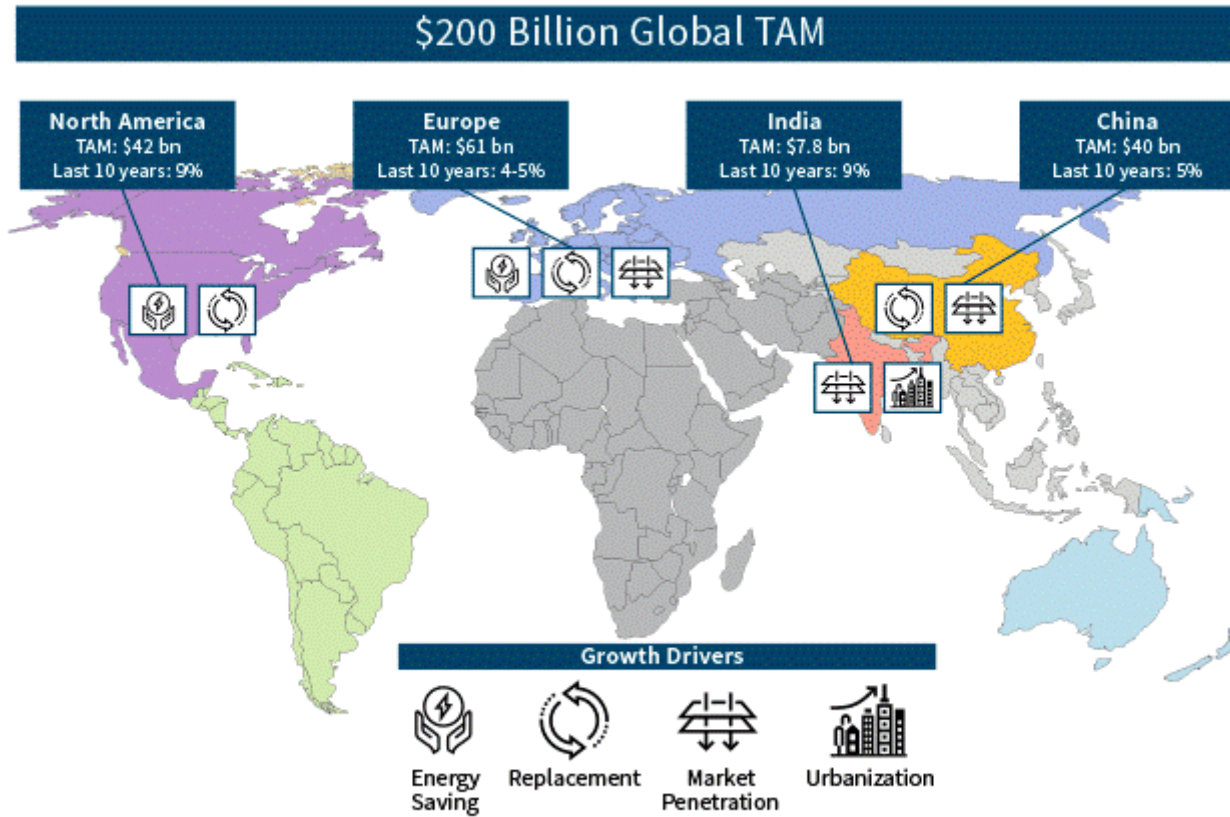 $200 Billion Global TAM
North America
TAM: $42 bn
Last 10 years: 9%
Europe
TAM: $61 bn
Last 10 years: 4-5%
India
TAM: $7.8 bn
Last 10 years: 9%
China
TAM: $40 bn
Last 10 years: 5%
Growth Drivers
Energy
Saving
Replacement
Market
Penetration
Urbanization